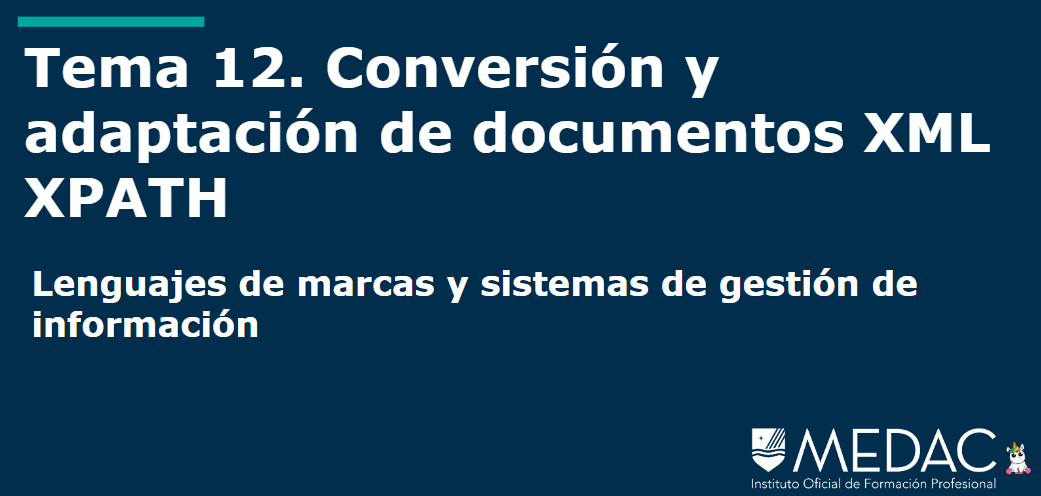 Tema 12. Conversión y
adaptación de documentos XML
XPATH
Lenguajes de marcas y sistemas de gestión de
información
MEDAC
Instituto Oficial de Formación Profesional